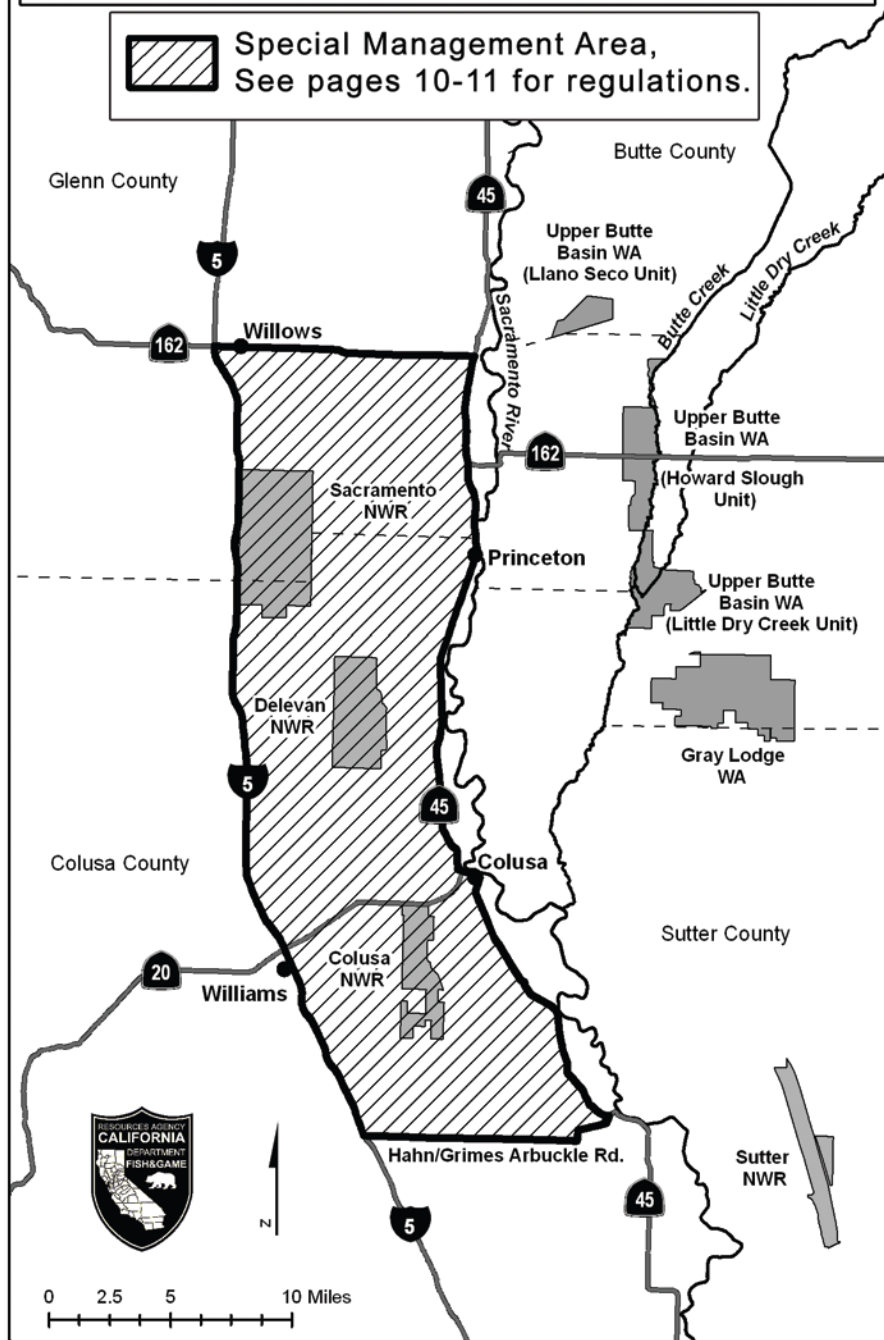 Special Management Area,
See pages 10-11 for regulations.
Glenn County
Butte County
45
5
Upper Butte
Basin WA
(Llano Seco Unit)
Butte Creek
Little Dry Creek
Sacramento River
162
Willows
162
Upper Butte
Basin WA
(Howard Slough
Unit)
Sacramento
NWR
Princeton
Upper Butte
Basin WA
(Little Dry Creek Unit)
Delevan
NWR
Gray Lodge
WA
5
45
Colusa County
Colusa
Sutter County
20
Williams
Colusa
NWR
RESOURCES AGENCY
CALIFORNIA
DEPARTMENT
FISH&GAME
N
Hahn/Grimes Arbuckle Rd.
Sutter
NWR
45
5
0 2.5 5 10 Miles